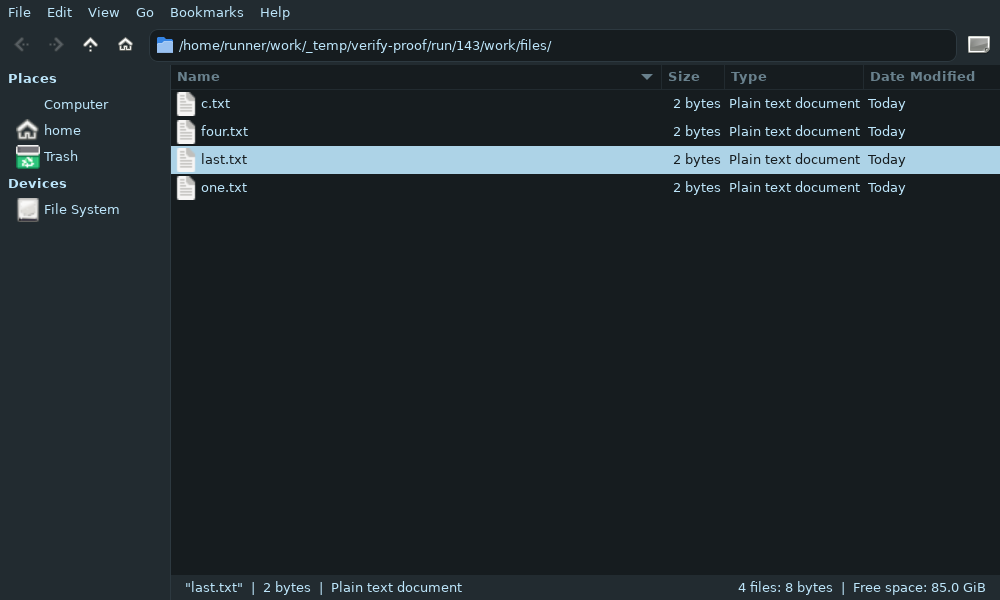 File Edit View Go Bookmarks Help
/home/runner/work/_temp/verify-proof/run/143/work/files/
Places
Computer
home
Trash
Devices
File System
Name Size Type Date Modified
c.txt 2 bytes Plain text document Today
four.txt 2 bytes Plain text document Today
last.txt 2 bytes Plain text document Today
one.txt 2 bytes Plain text document Today
"last.txt" | 2 bytes | Plain text document 4 files: 8 bytes | Free space: 85.0 GiB